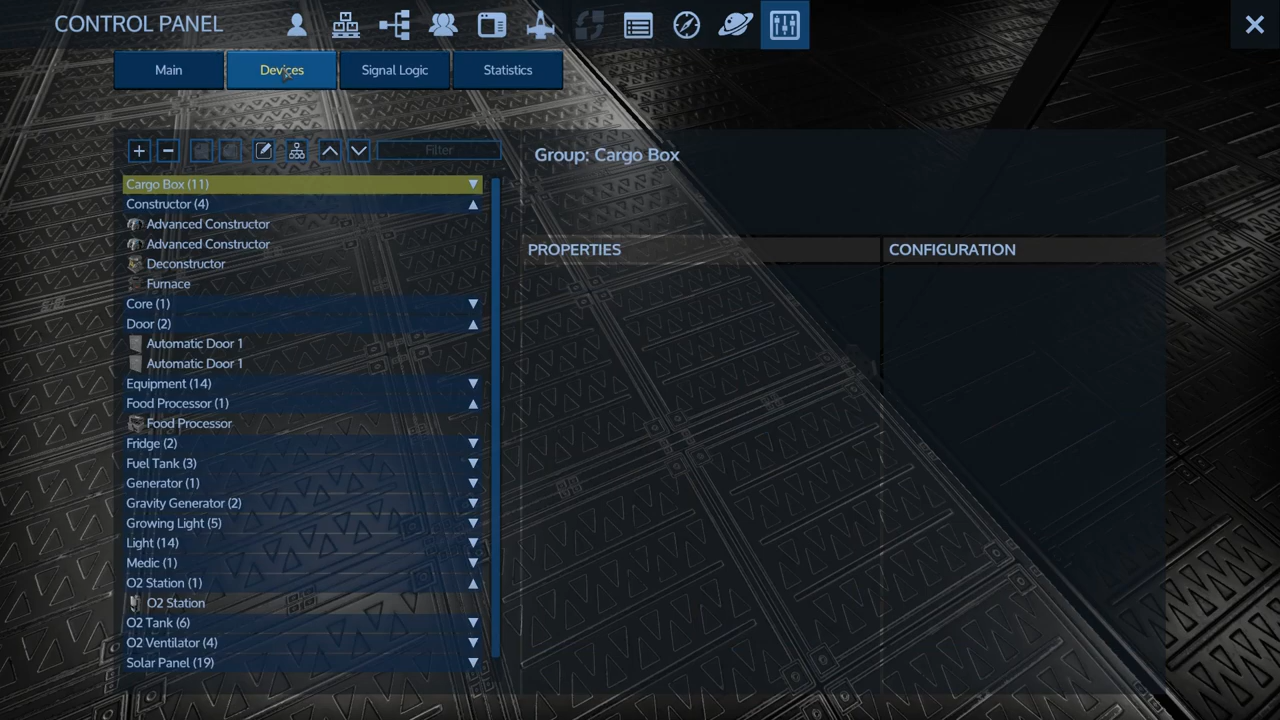 CONTROL PANEL
Main
Devices
Signal Logic
Statistics
Filter
Group: Cargo Box
Cargo Box (11)
Constructor (4)
Advanced Constructor
Advanced Constructor
Deconstructor
Furnace
Core (1)
Door (2)
Automatic Door 1
Automatic Door 1
Equipment (14)
Food Processor (1)
Food Processor
Fridge (2)
Fuel Tank (3)
Generator (1)
Gravity Generator (2)
Growing Light (5)
Light (14)
Medic (1)
O2 Station (1)
O2 Station
O2 Tank (6)
O2 Ventilator (4)
Solar Panel (19)
PROPERTIES
CONFIGURATION